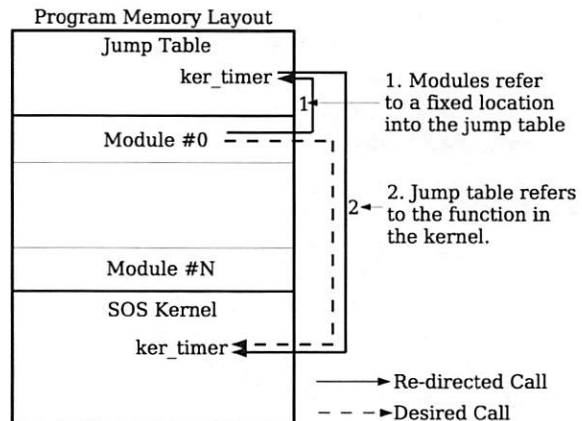 Program Memory Layout
Jump Table
ker_timer
1
1. Modules refer
to a fixed location
into the jump table
Module #0
2
2. Jump table refers
to the function in
the kernel.
Module #N
SOS Kernel
ker_timer
Re-directed Call
Desired Call